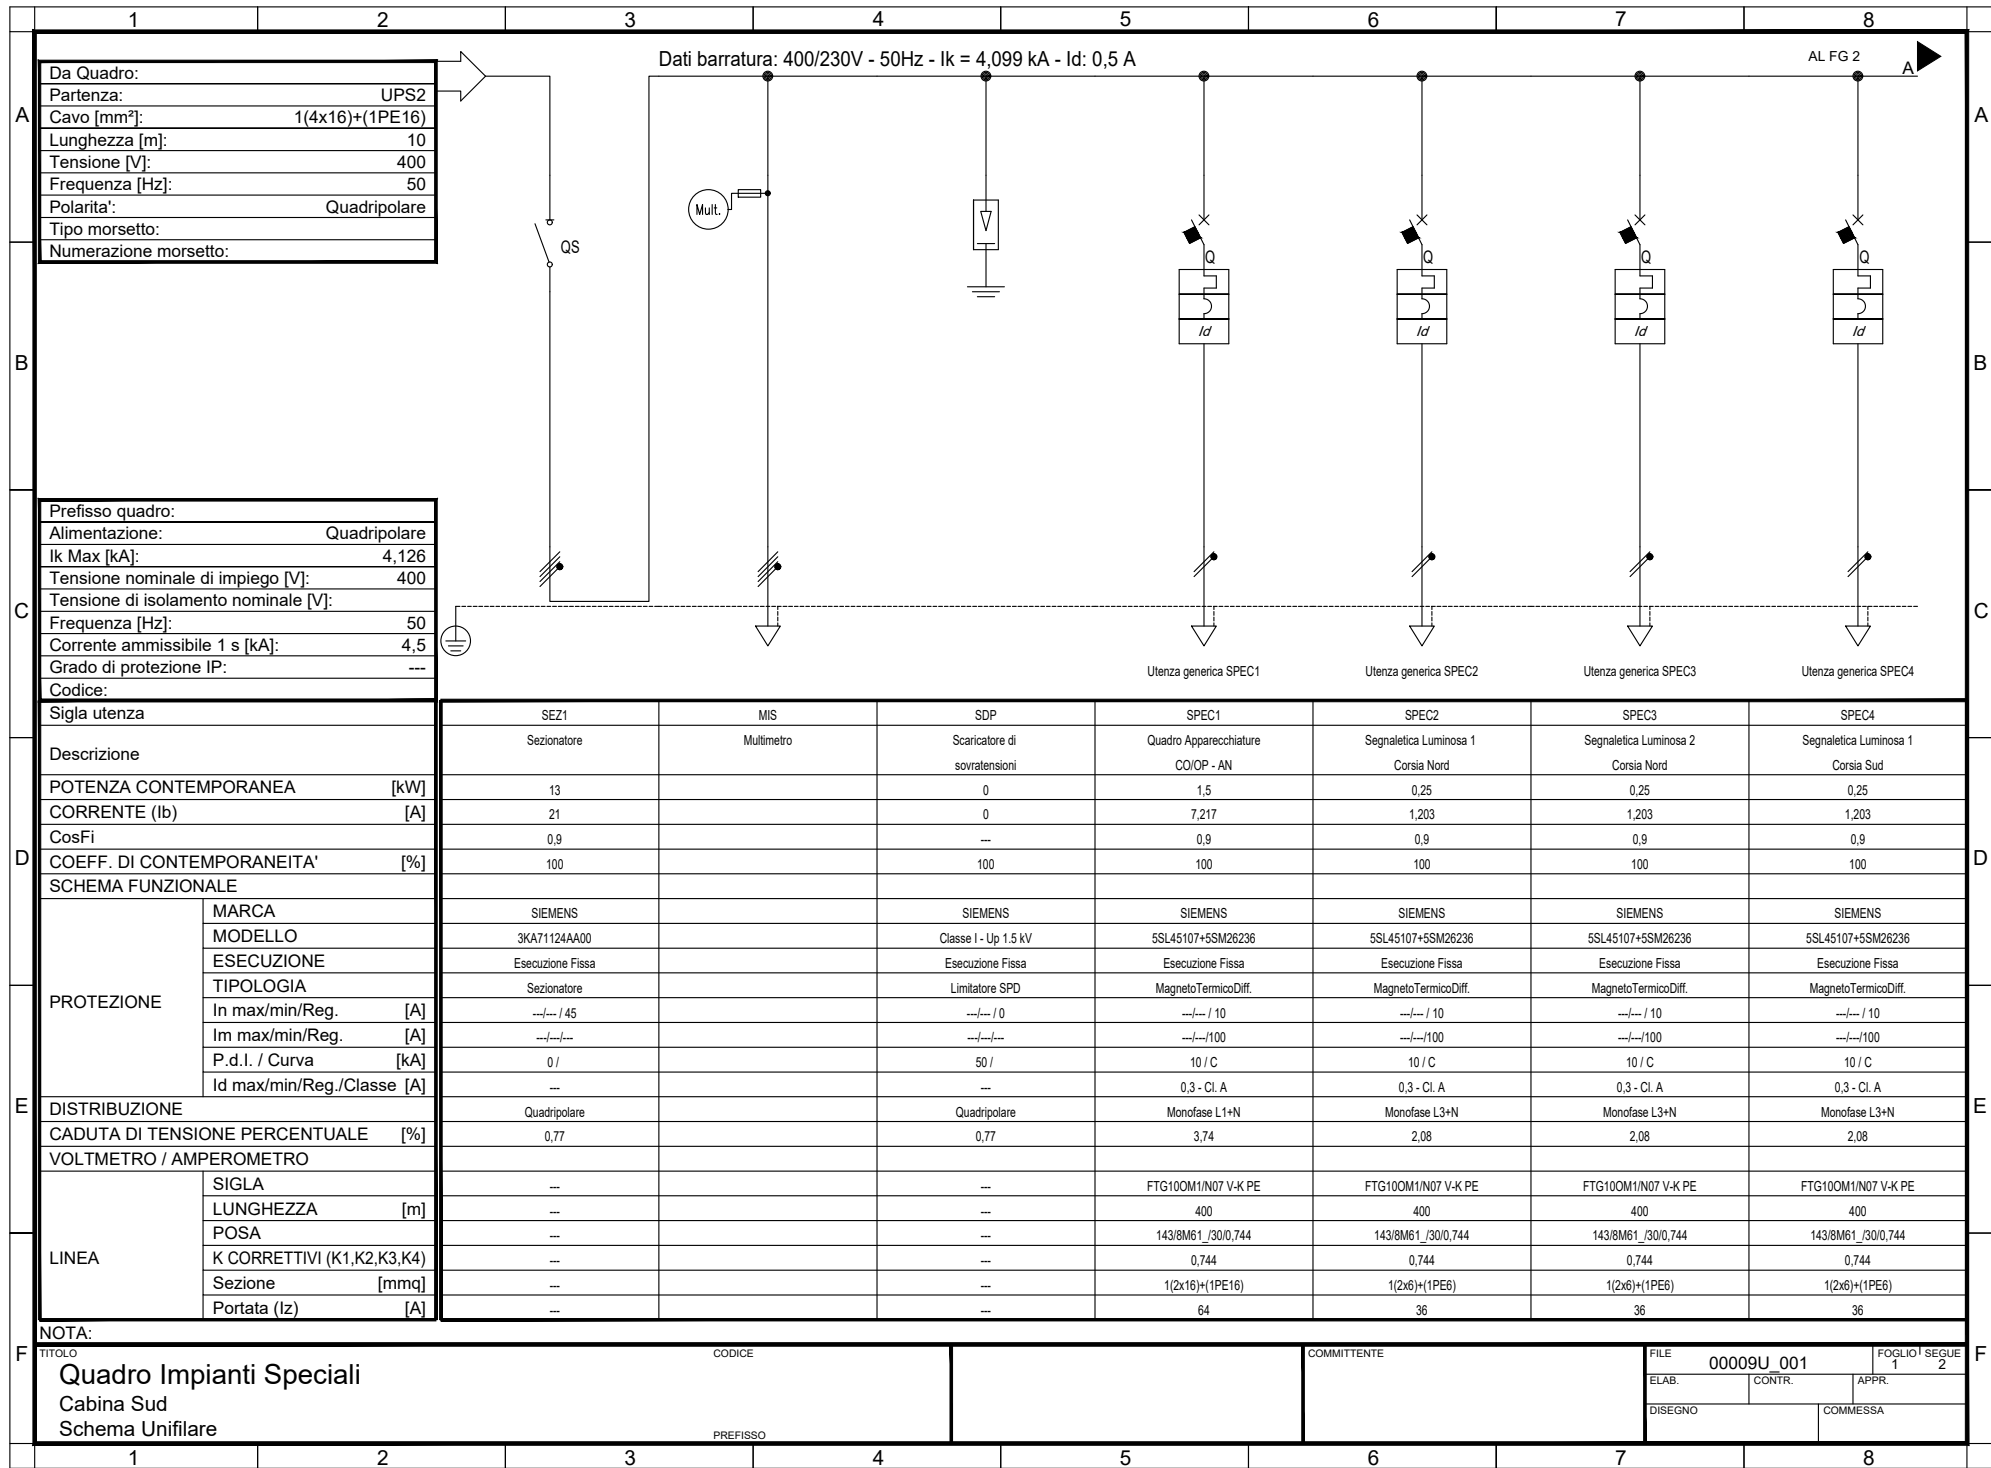 1 2 3 4 5 6 7 8
Dati barratura: 400/230V - 50Hz - Ik = 4,099 kA - Id: 0,5 A
AL FG 2
A
A A
B B
C C
D D
E E
F F
Da Quadro:
Partenza: UPS2
Cavo [mm²]: 1(4x16)+(1PE16)
Lunghezza [m]: 10
Tensione [V]: 400
Frequenza [Hz]: 50
Polarita': Quadripolare
Tipo morsetto:
Numerazione morsetto:
QS
Mult.
Q Q Q Q
Id Id Id Id
Prefisso quadro:
Alimentazione: Quadripolare
Ik Max [kA]: 4,126
Tensione nominale di impiego [V]: 400
Tensione di isolamento nominale [V]:
Frequenza [Hz]: 50
Corrente ammissibile 1 s [kA]: 4,5
Grado di protezione IP: ---
Codice:
Utenza generica SPEC1 Utenza generica SPEC2 Utenza generica SPEC3 Utenza generica SPEC4
Sigla utenza SEZ1 MIS SDP SPEC1 SPEC2 SPEC3 SPEC4
Descrizione
Sezionatore Multimetro Scaricatore di Quadro Apparecchiature Segnaletica Luminosa 1 Segnaletica Luminosa 2 Segnaletica Luminosa 1
sovratensioni CO/OP - AN Corsia Nord Corsia Nord Corsia Sud
POTENZA CONTEMPORANEA [kW] 13 0 1,5 0,25 0,25 0,25
CORRENTE (Ib) [A] 21 0 7,217 1,203 1,203 1,203
CosFi 0,9 --- 0,9 0,9 0,9 0,9
COEFF. DI CONTEMPORANEITA' [%] 100 100 100 100 100 100
SCHEMA FUNZIONALE
PROTEZIONE
MARCA SIEMENS SIEMENS SIEMENS SIEMENS SIEMENS SIEMENS
MODELLO 3KA71124AA00 Classe I - Up 1.5 kV 5SL45107+5SM26236 5SL45107+5SM26236 5SL45107+5SM26236 5SL45107+5SM26236
ESECUZIONE Esecuzione Fissa Esecuzione Fissa Esecuzione Fissa Esecuzione Fissa Esecuzione Fissa Esecuzione Fissa
TIPOLOGIA Sezionatore Limitatore SPD MagnetoTermicoDiff. MagnetoTermicoDiff. MagnetoTermicoDiff. MagnetoTermicoDiff.
In max/min/Reg. [A] ---/--- / 45 ---/--- / 0 ---/--- / 10 ---/--- / 10 ---/--- / 10 ---/--- / 10
Im max/min/Reg. [A] ---/---/--- ---/---/--- ---/---/100 ---/---/100 ---/---/100 ---/---/100
P.d.I. / Curva [kA] 0 / 50 / 10 / C 10 / C 10 / C 10 / C
Id max/min/Reg./Classe [A] --- --- 0,3 - Cl. A 0,3 - Cl. A 0,3 - Cl. A 0,3 - Cl. A
DISTRIBUZIONE Quadripolare Quadripolare Monofase L1+N Monofase L3+N Monofase L3+N Monofase L3+N
CADUTA DI TENSIONE PERCENTUALE [%] 0,77 0,77 3,74 2,08 2,08 2,08
VOLTMETRO / AMPEROMETRO
LINEA
SIGLA --- --- FTG10OM1/N07 V-K PE FTG10OM1/N07 V-K PE FTG10OM1/N07 V-K PE FTG10OM1/N07 V-K PE
LUNGHEZZA [m] --- --- 400 400 400 400
POSA --- --- 143/8M61_/30/0,744 143/8M61_/30/0,744 143/8M61_/30/0,744 143/8M61_/30/0,744
K CORRETTIVI (K1,K2,K3,K4) --- --- 0,744 0,744 0,744 0,744
Sezione [mmq] --- --- 1(2x16)+(1PE16) 1(2x6)+(1PE6) 1(2x6)+(1PE6) 1(2x6)+(1PE6)
Portata (Iz) [A] --- --- 64 36 36 36
NOTA:
TITOLO CODICE COMMITTENTE FILE 00009U_001 FOGLIO 1 SEGUE 2
Quadro Impianti Speciali
ELAB. CONTR. APPR.
Cabina Sud
DISEGNO COMMESSA
Schema Unifilare
PREFISSO
1 2 3 4 5 6 7 8